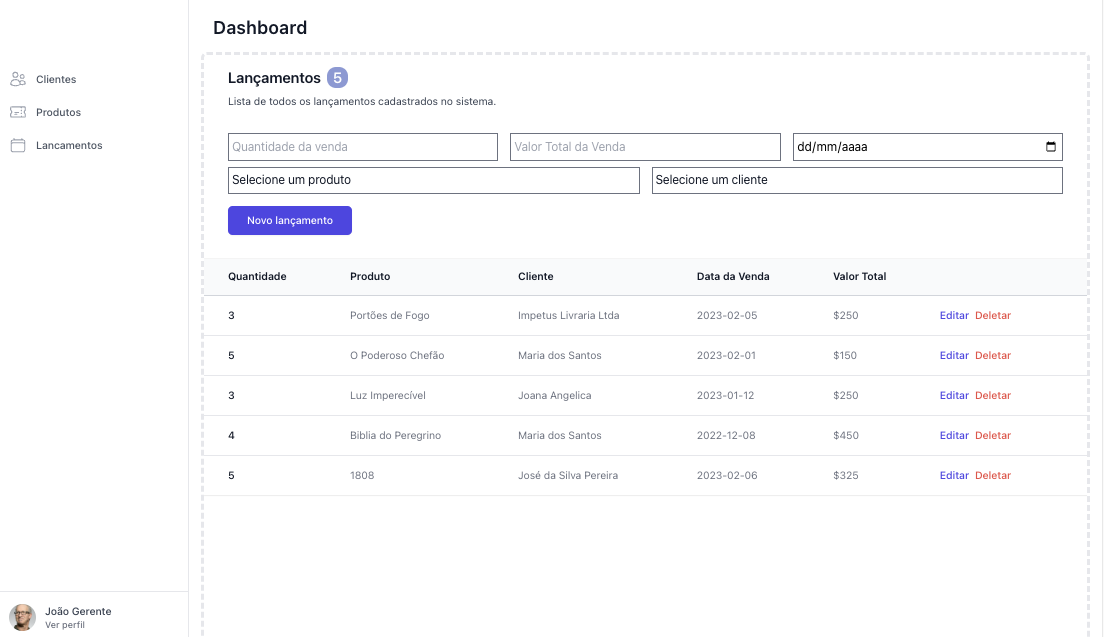 Dashboard
Clientes
Produtos
Lancamentos
Lançamentos 5
Lista de todos os lançamentos cadastrados no sistema.
Quantidade da venda Valor Total da Venda dd/mm/aaaa
Selecione um produto Selecione um cliente
Novo lançamento
Quantidade Produto Cliente Data da Venda Valor Total
3 Portões de Fogo Impetus Livraria Ltda 2023-02-05 $250 Editar Deletar
5 O Poderoso Chefão Maria dos Santos 2023-02-01 $150 Editar Deletar
3 Luz Imperecível Joana Angelica 2023-01-12 $250 Editar Deletar
4 Biblia do Peregrino Maria dos Santos 2022-12-08 $450 Editar Deletar
5 1808 José da Silva Pereira 2023-02-06 $325 Editar Deletar
João Gerente
Ver perfil